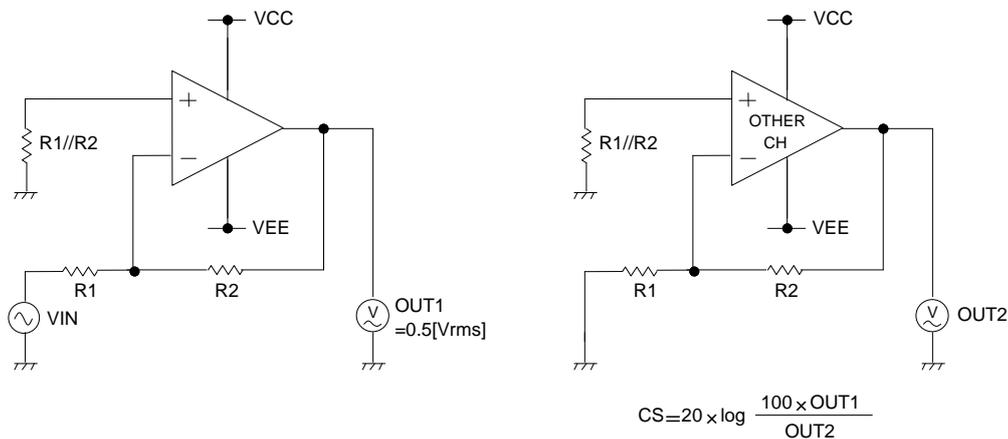 VCC
+
R1//R2
−
VEE
R1
R2
VIN
V
OUT1
=0.5[Vrms]
VCC
+
OTHER
CH
R1//R2
−
VEE
R1
R2
V
OUT2
CS=20×log 100×OUT1
OUT2